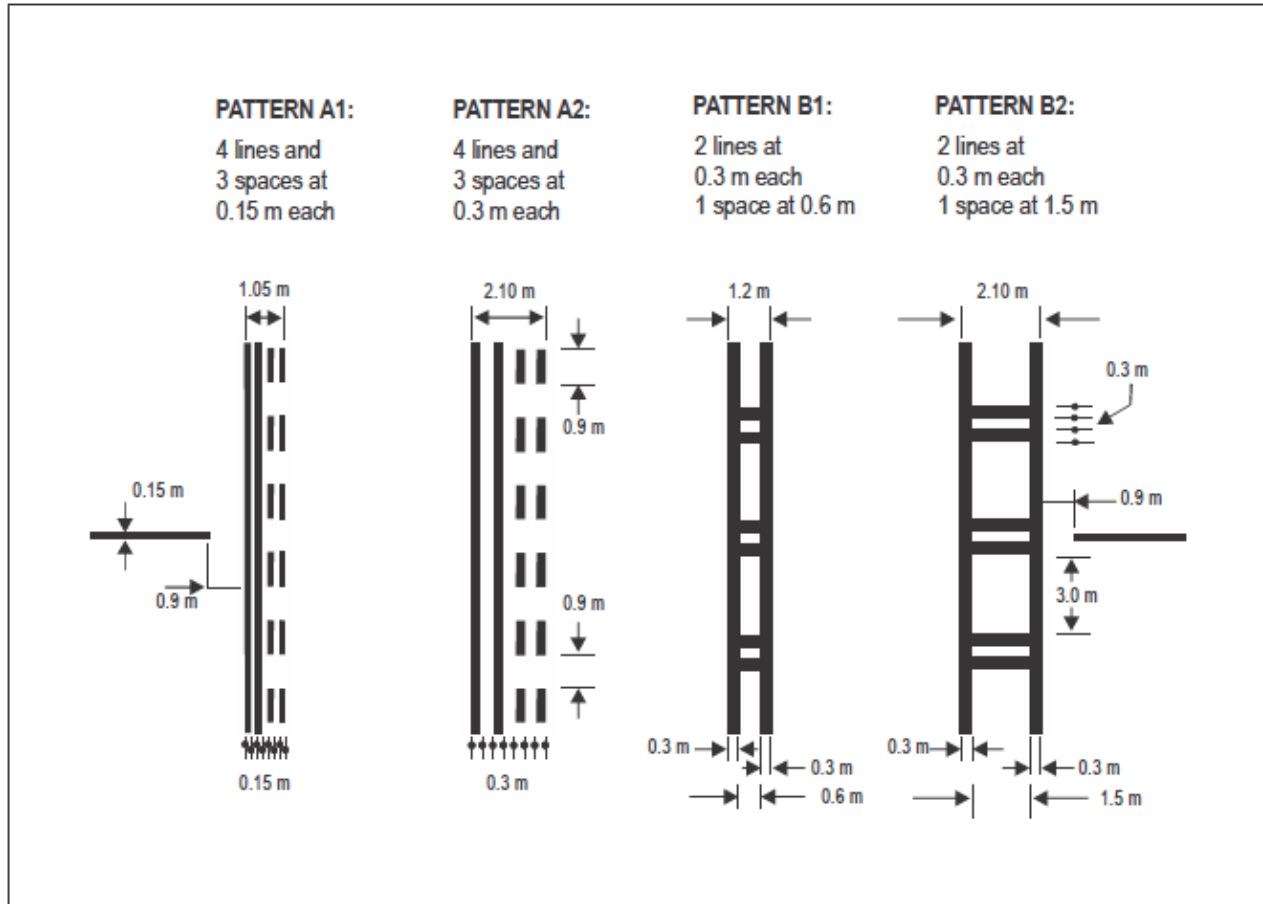 PATTERN A1:
4 lines and
3 spaces at
0.15 m each
PATTERN A2:
4 lines and
3 spaces at
0.3 m each
PATTERN B1:
2 lines at
0.3 m each
1 space at 0.6 m
PATTERN B2:
2 lines at
0.3 m each
1 space at 1.5 m
1.05 m
2.10 m
1.2 m
2.10 m
0.3 m
0.9 m
0.15 m
0.9 m
0.9 m
0.9 m
3.0 m
0.15 m
0.3 m
0.3 m
0.3 m
0.6 m
0.3 m
0.3 m
1.5 m